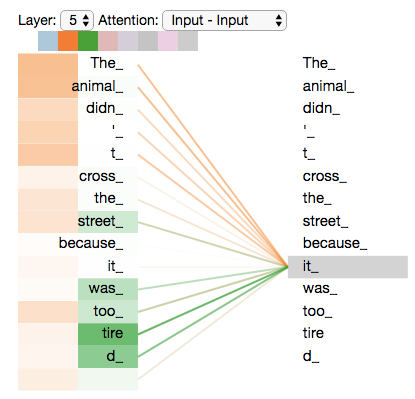 Layer: 5 Attention: Input - Input
The_ The_
animal_ animal_
didn_ didn_
'_ '_
t_ t_
cross_ cross_
the_ the_
street_ street_
because_ because_
it_ it_
was_ was_
too_ too_
tire tire
d_ d_